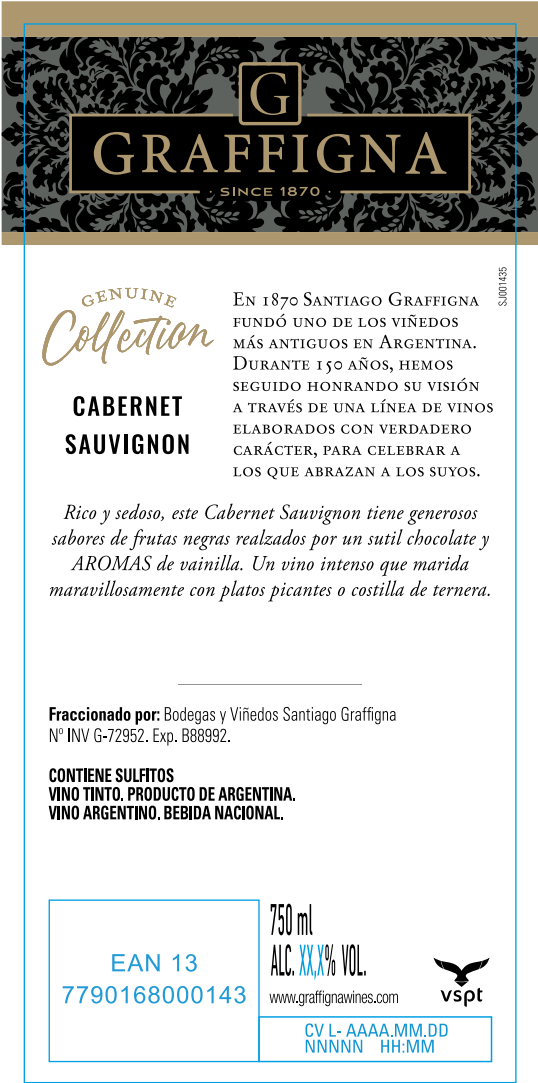 G
GRAFFIGNA
· SINCE 1870 ·
SJ001435
GENUINE
Collection
CABERNET
SAUVIGNON
En 1870 Santiago Graffigna
fundó uno de los viñedos
más antiguos en Argentina.
Durante 150 años, hemos
seguido honrando su visión
a través de una línea de vinos
elaborados con verdadero
carácter, para celebrar a
los que abrazan a los suyos.
Rico y sedoso, este Cabernet Sauvignon tiene generosos
sabores de frutas negras realzados por un sutil chocolate y
AROMAS de vainilla. Un vino intenso que marida
maravillosamente con platos picantes o costilla de ternera.
Fraccionado por: Bodegas y Viñedos Santiago Graffigna
Nº INV G-72952. Exp. B88992.
CONTIENE SULFITOS
VINO TINTO. PRODUCTO DE ARGENTINA.
VINO ARGENTINO. BEBIDA NACIONAL.
EAN 13
7790168000143
750 ml
ALC. XX,X% VOL.
www.graffignawines.com
vspt
CV L- AAAA.MM.DD
NNNNN HH:MM